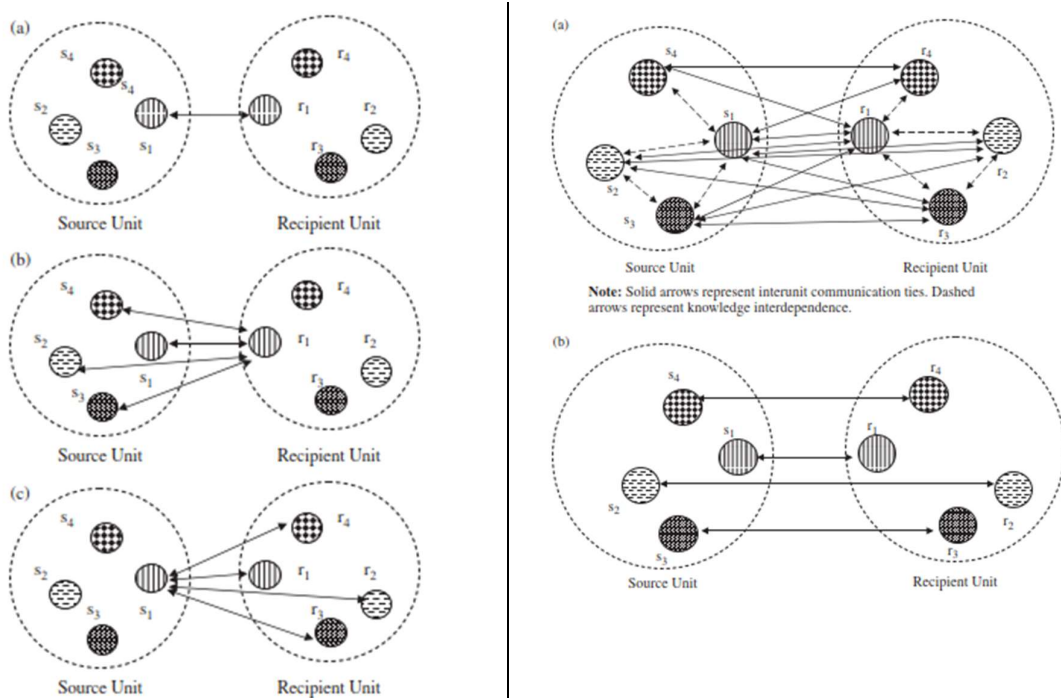 (a)
s4
r4
s4
s2
r1
r2
s3
s1
r3
Source Unit
Recipient Unit
(b)
s4
r4
s2
r1
r2
s1
r3
s3
Source Unit
Recipient Unit
(c)
s4
r4
s2
r1
r2
s3
s1
r3
Source Unit
Recipient Unit
(a)
s4
r4
s1
r1
s2
r2
s3
r3
Source Unit
Recipient Unit
Note: Solid arrows represent interunit communication ties. Dashed
arrows represent knowledge interdependence.
(b)
s4
r4
s1
r1
s2
r2
s3
r3
Source Unit
Recipient Unit